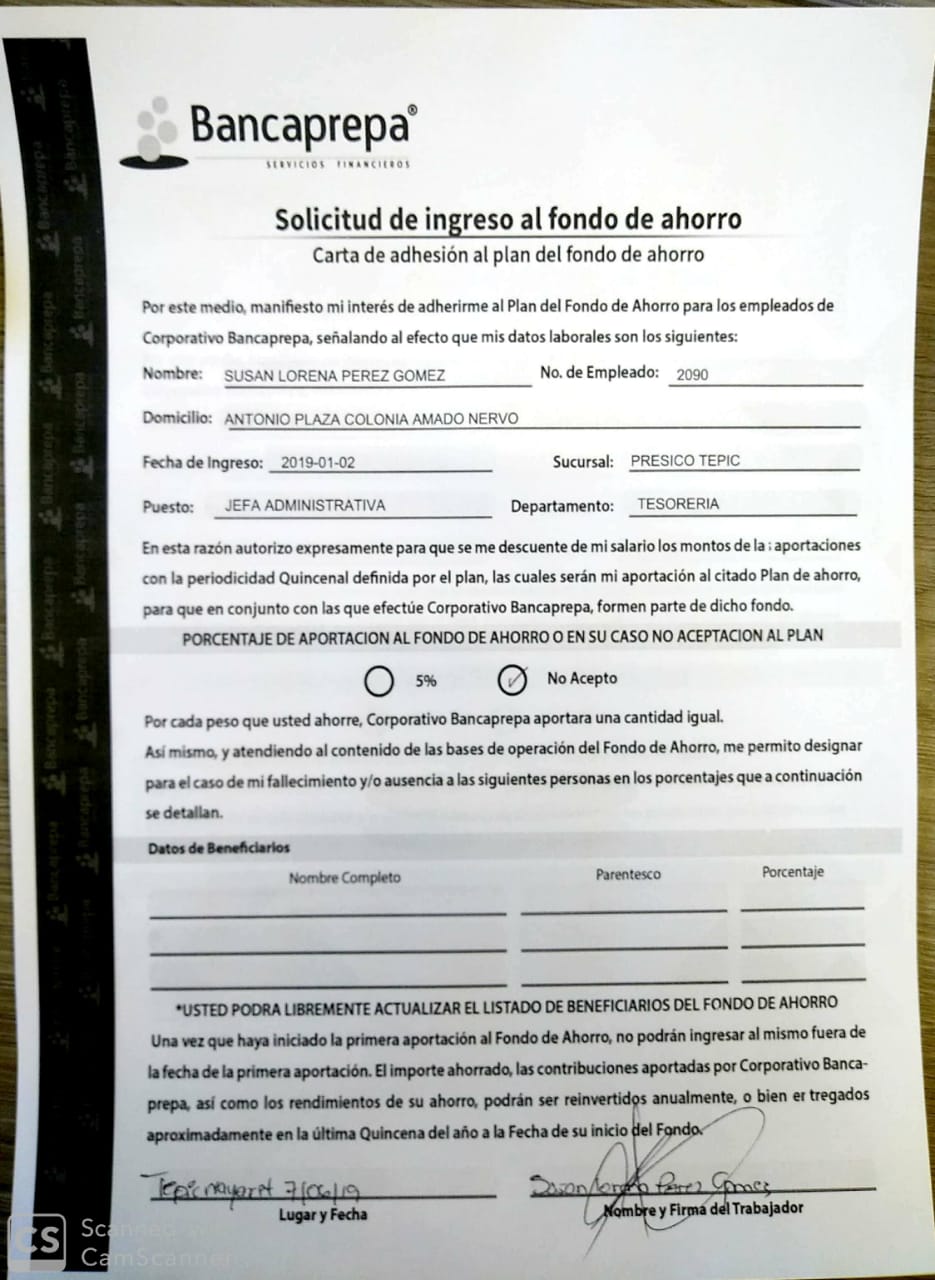 Bancaprepa®
SERVICIOS FINANCIEROS
Solicitud de ingreso al fondo de ahorro
Carta de adhesión al plan del fondo de ahorro
Por este medio, manifiesto mi interés de adherirme al Plan del Fondo de Ahorro para los empleados de
Corporativo Bancaprepa, señalando al efecto que mis datos laborales son los siguientes:
Nombre: SUSAN LORENA PEREZ GOMEZ No. de Empleado: 2090
Domicilio: ANTONIO PLAZA COLONIA AMADO NERVO
Fecha de Ingreso: 2019-01-02 Sucursal: PRESICO TEPIC
Puesto: JEFA ADMINISTRATIVA Departamento: TESORERIA
En esta razón autorizo expresamente para que se me descuente de mi salario los montos de la : aportaciones
con la periodicidad Quincenal definida por el plan, las cuales serán mi aportación al citado Plan de ahorro,
para que en conjunto con las que efectúe Corporativo Bancaprepa, formen parte de dicho fondo.
PORCENTAJE DE APORTACION AL FONDO DE AHORRO O EN SU CASO NO ACEPTACION AL PLAN
5% ✓ No Acepto
Por cada peso que usted ahorre, Corporativo Bancaprepa aportara una cantidad igual.
Así mismo, y atendiendo al contenido de las bases de operación del Fondo de Ahorro, me permito designar
para el caso de mi fallecimiento y/o ausencia a las siguientes personas en los porcentajes que a continuación
se detallan.
Datos de Beneficiarios
Nombre Completo Parentesco Porcentaje
*USTED PODRA LIBREMENTE ACTUALIZAR EL LISTADO DE BENEFICIARIOS DEL FONDO DE AHORRO
Una vez que haya iniciado la primera aportación al Fondo de Ahorro, no podrán ingresar al mismo fuera de
la fecha de la primera aportación. El importe ahorrado, las contribuciones aportadas por Corporativo Banca-
prepa, así como los rendimientos de su ahorro, podrán ser reinvertidos anualmente, o bien er tregados
aproximadamente en la última Quincena del año a la Fecha de su inicio del Fondo.
Tepic nayarit 7/06/19 Susan Lorena Perez Gomez
Lugar y Fecha Nombre y Firma del Trabajador
CS Scanned
CamScanner